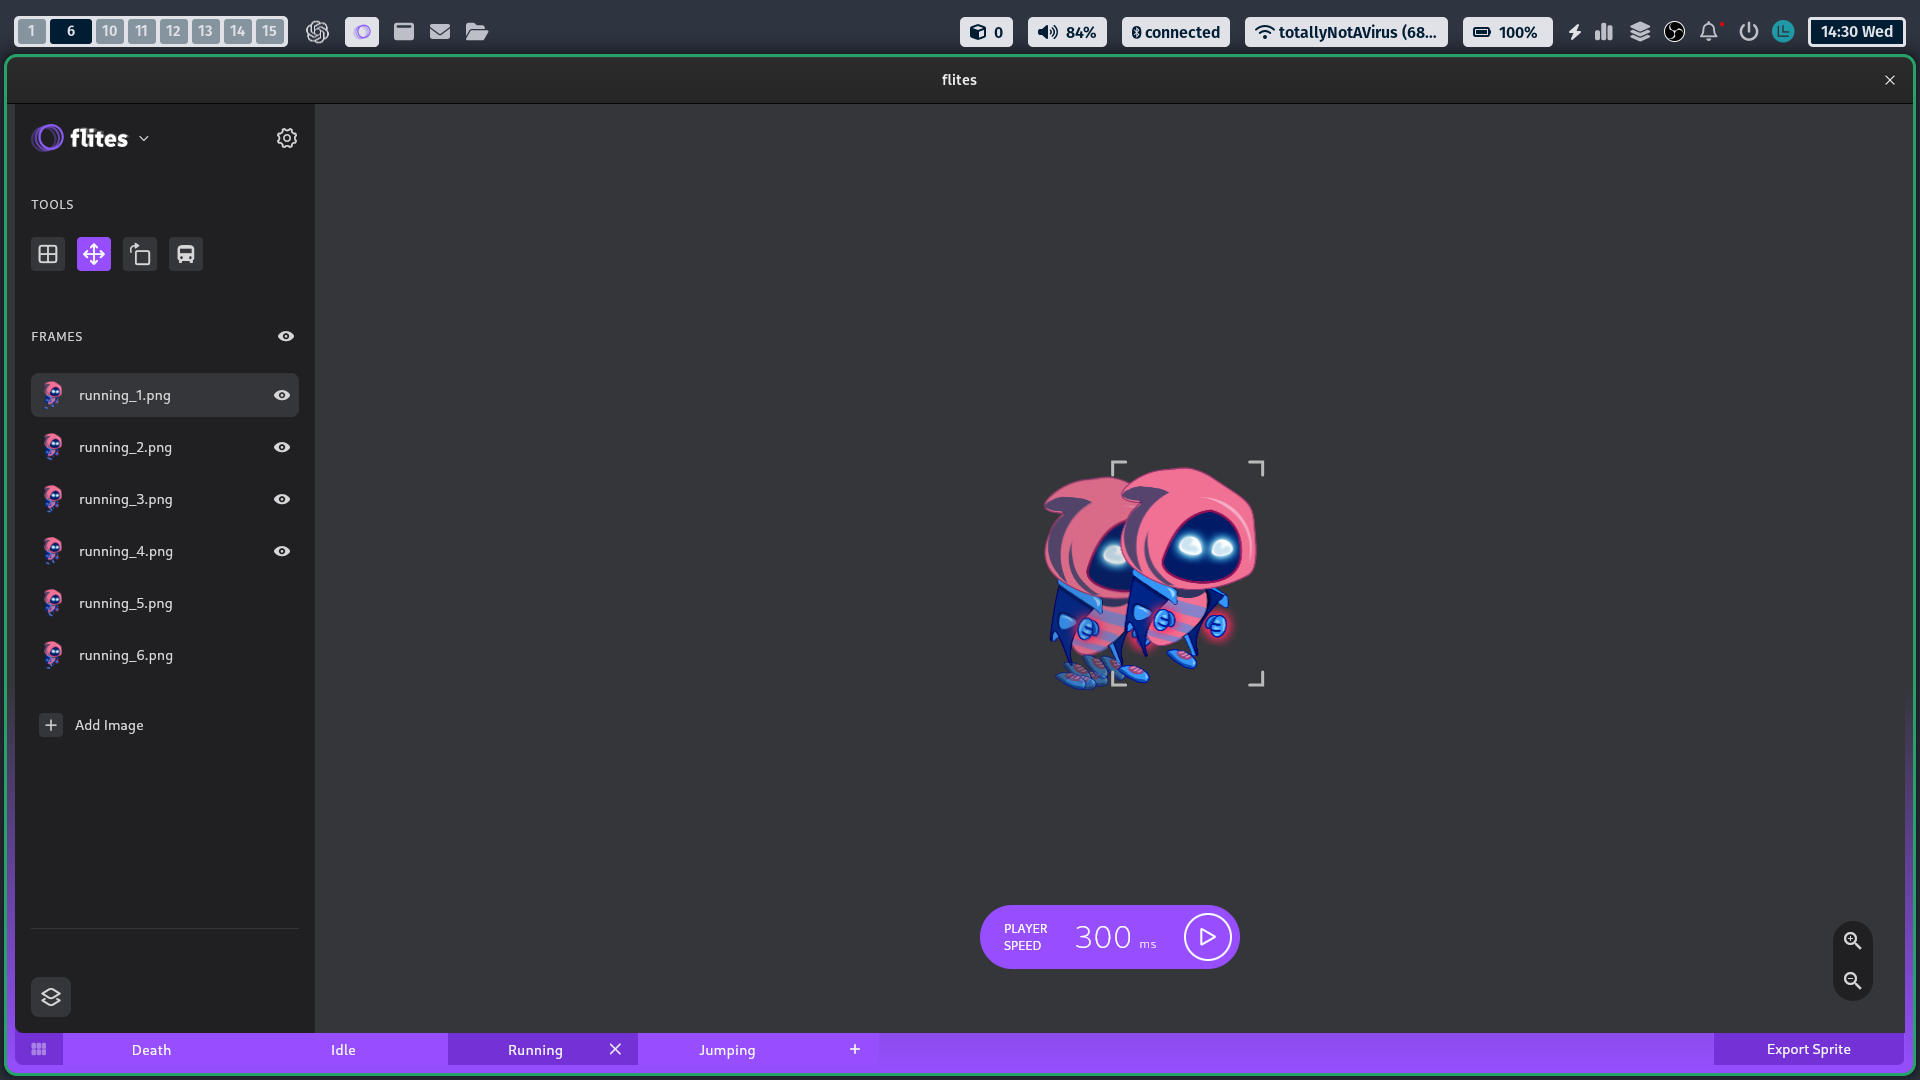 1 6 10 11 12 13 14 15
0
84%
connected
totallyNotAVirus (68...
100%
14:30 Wed
flites
flites
TOOLS
FRAMES
running_1.png
running_2.png
running_3.png
running_4.png
running_5.png
running_6.png
Add Image
PLAYER
SPEED
300 ms
Death
Idle
Running
Jumping
Export Sprite